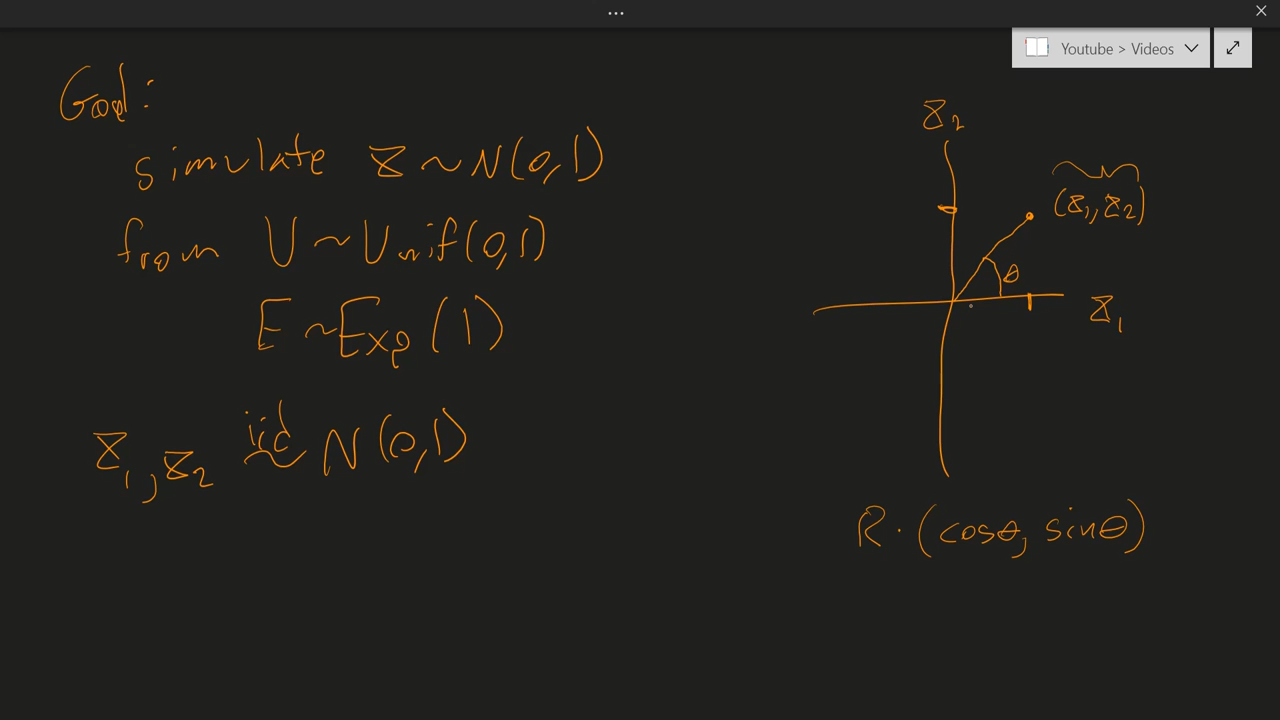 Youtube > Videos
Goal:
simulate Z ~ N(0,1)
from U ~ Unif(0,1)
E ~ Exp(1)
Z₁, Z₂ iid ~ N(0,1)
Z₂
(Z₁, Z₂)
θ
Z₁
R · (cosθ, sinθ)